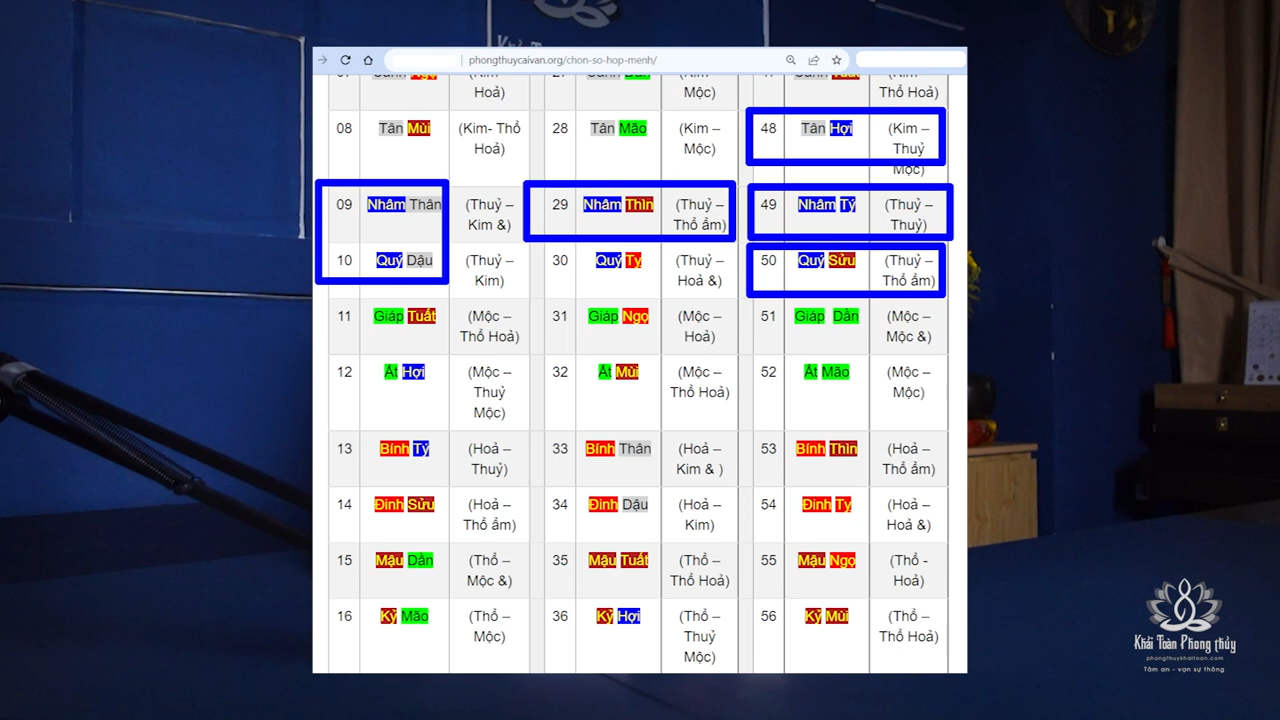 phongthuycaivan.org/chon-so-hop-menh/
Hoả)
Mộc)
Thổ Hoả)
08 Tân Mùi (Kim- Thổ Hoả) 28 Tân Mão (Kim – Mộc) 48 Tân Hợi (Kim – Thuỷ Mộc)
09 Nhâm Thân (Thuỷ – Kim &) 29 Nhâm Thìn (Thuỷ – Thổ ẩm) 49 Nhâm Tý (Thuỷ – Thuỷ)
10 Quý Dậu (Thuỷ – Kim) 30 Quý Tỵ (Thuỷ – Hoả &) 50 Quý Sửu (Thuỷ – Thổ ẩm)
11 Giáp Tuất (Mộc – Thổ Hoả) 31 Giáp Ngọ (Mộc – Hoả) 51 Giáp Dần (Mộc – Mộc &)
12 Ất Hợi (Mộc – Thuỷ Mộc) 32 Ất Mùi (Mộc – Thổ Hoả) 52 Ất Mão (Mộc – Mộc)
13 Bính Tý (Hoả – Thuỷ) 33 Bính Thân (Hoả – Kim & ) 53 Bính Thìn (Hoả – Thổ ẩm)
14 Đinh Sửu (Hoả – Thổ ẩm) 34 Đinh Dậu (Hoả – Kim) 54 Đinh Tỵ (Hoả – Hoả &)
15 Mậu Dần (Thổ – Mộc &) 35 Mậu Tuất (Thổ – Thổ Hoả) 55 Mậu Ngọ (Thổ - Hoả)
16 Kỷ Mão (Thổ – Mộc) 36 Kỷ Hợi (Thổ – Thuỷ Mộc) 56 Kỷ Mùi (Thổ – Thổ Hoả)
Khải Toàn Phong thủy
phongthuykhaitoan.com
Tâm an - vạn sự thông